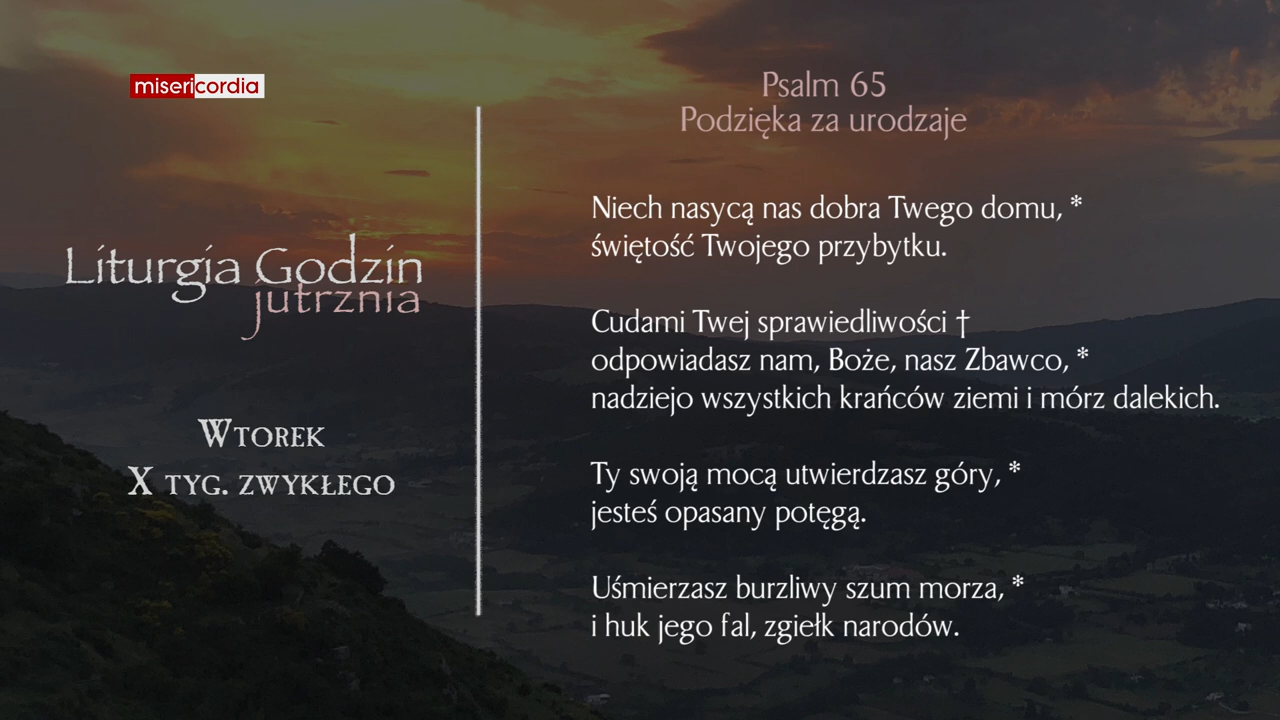 misericordia
Liturgia Godzin
jutrznia
Wtorek
X tyg. zwykłego
Psalm 65
Podzięka za urodzaje
Niech nasycą nas dobra Twego domu, *
świętość Twojego przybytku.
Cudami Twej sprawiedliwości †
odpowiadasz nam, Boże, nasz Zbawco, *
nadziejo wszystkich krańców ziemi i mórz dalekich.
Ty swoją mocą utwierdzasz góry, *
jesteś opasany potęgą.
Uśmierzasz burzliwy szum morza, *
i huk jego fal, zgiełk narodów.